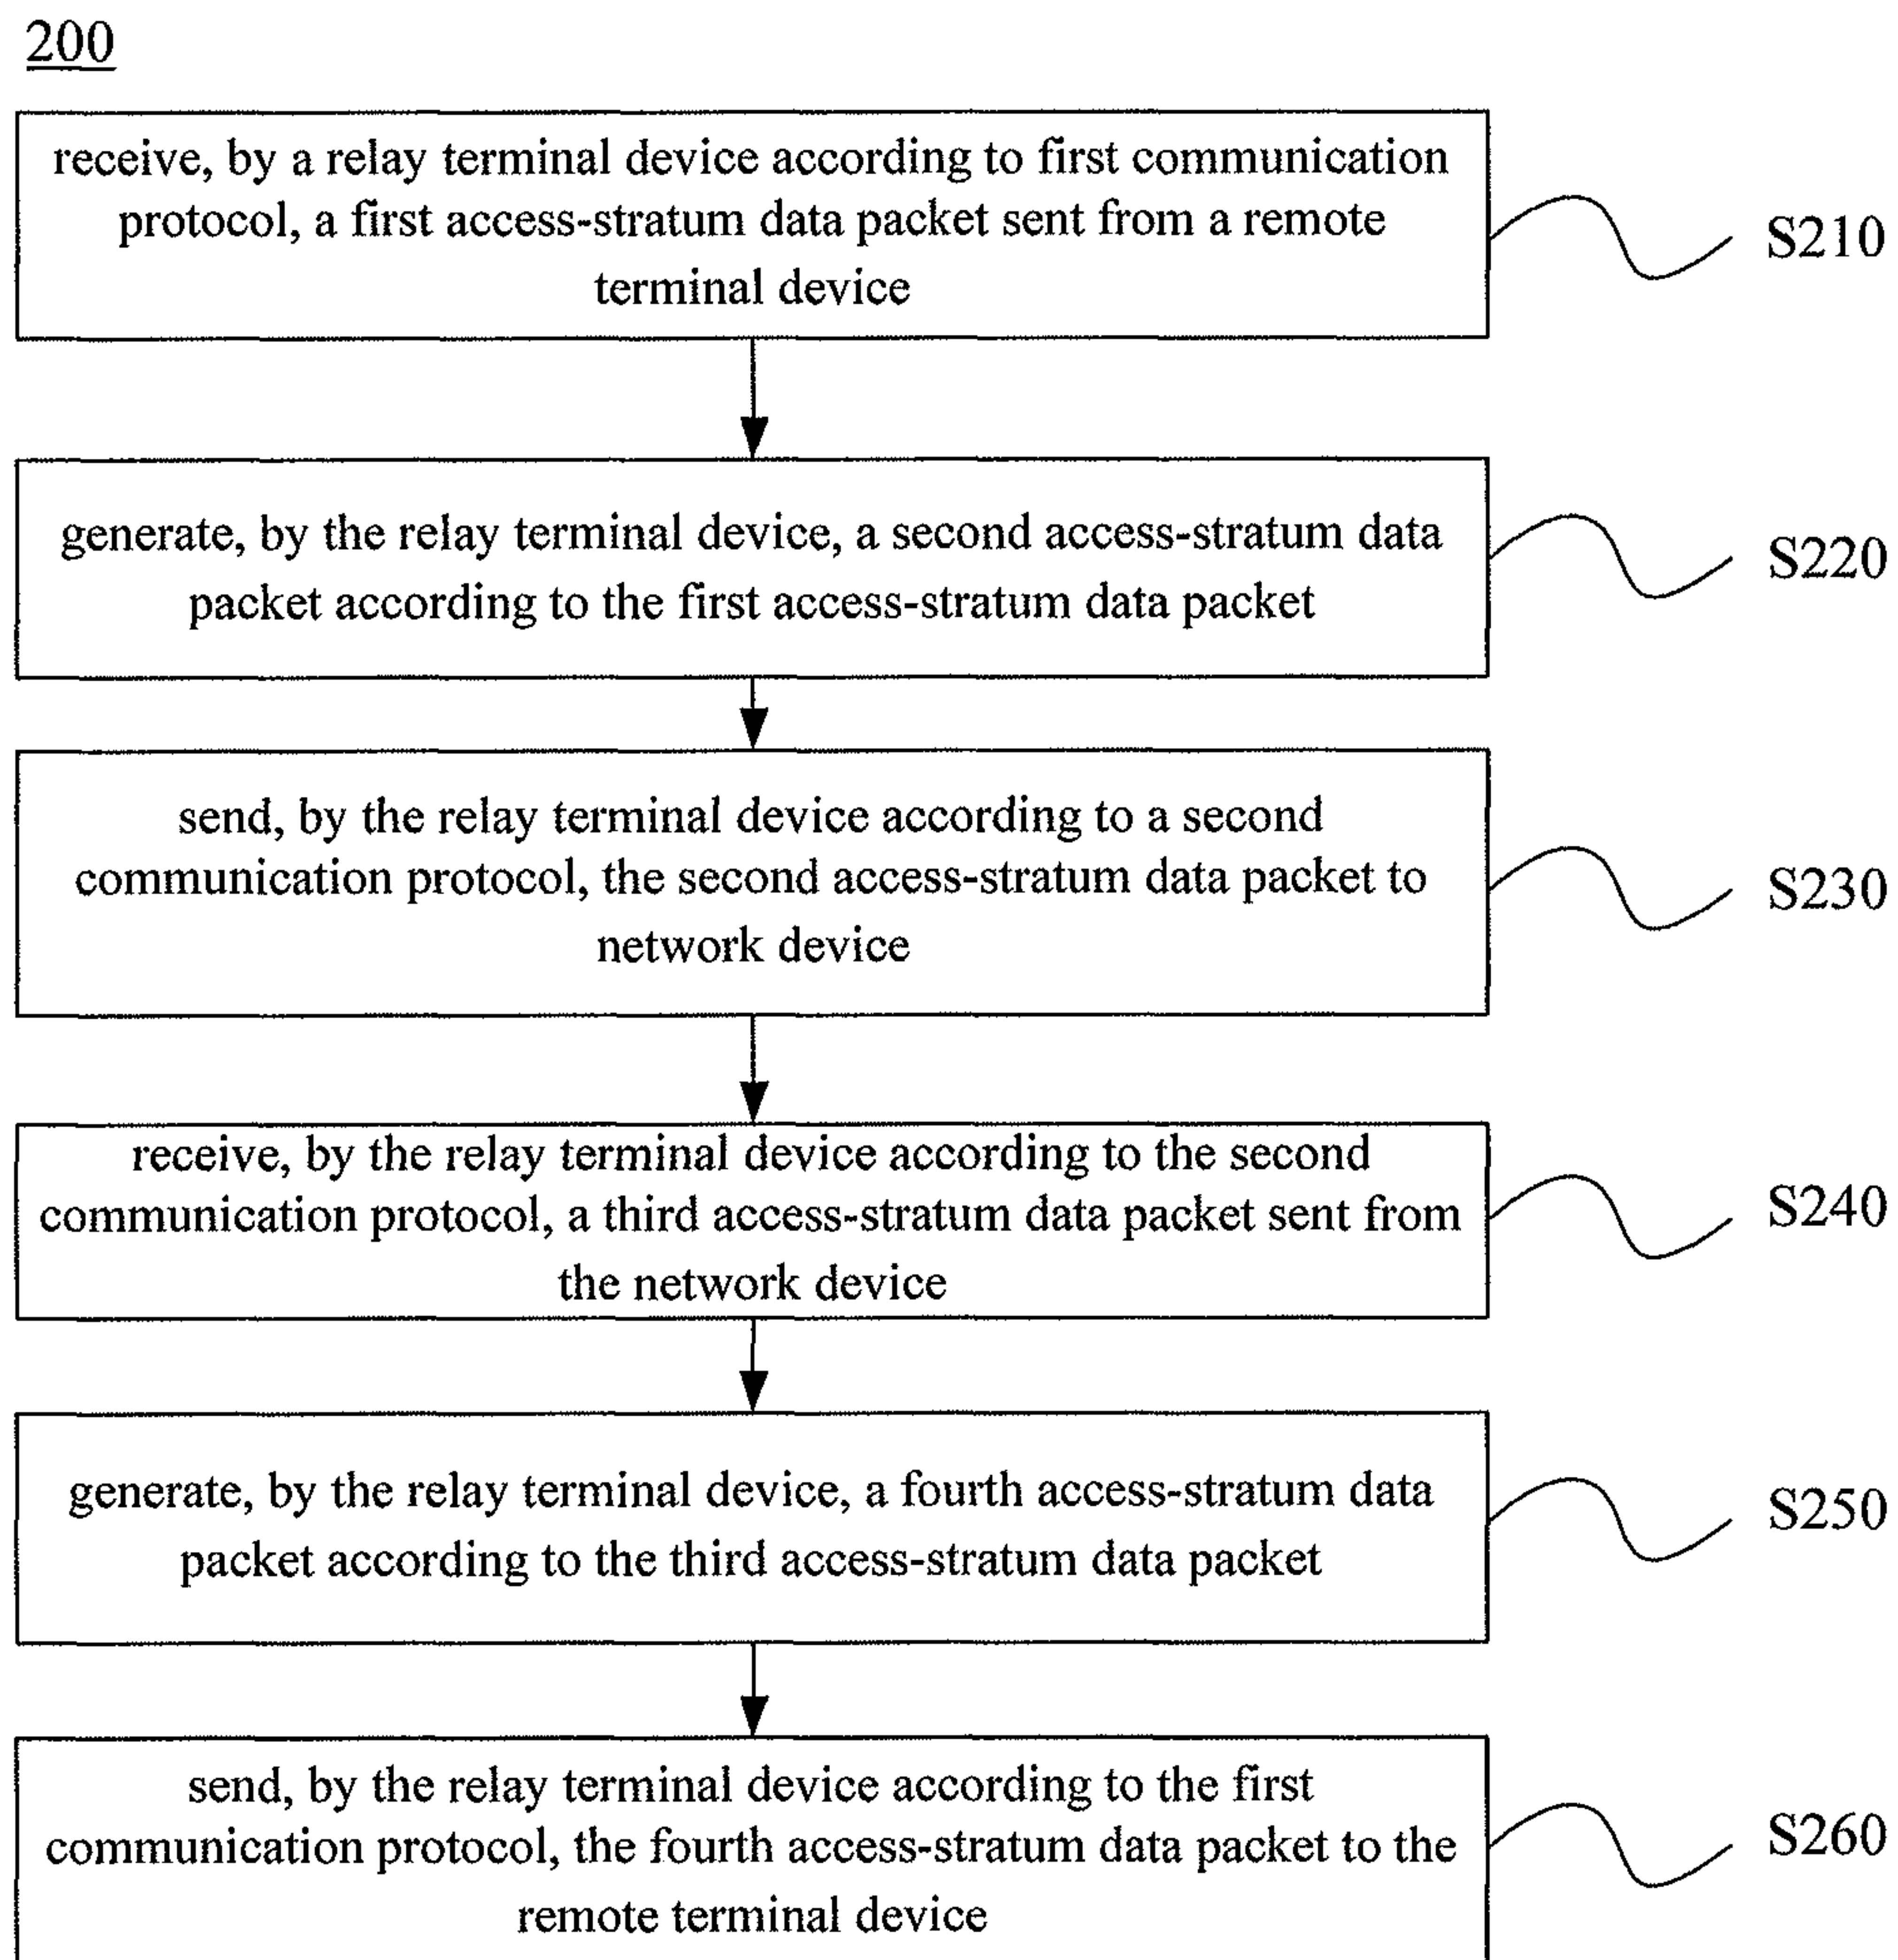 200
receive, by a relay terminal device according to first communication
protocol, a first access-stratum data packet sent from a remote
terminal device
S210
generate, by the relay terminal device, a second access-stratum data
packet according to the first access-stratum data packet
S220
send, by the relay terminal device according to a second
communication protocol, the second access-stratum data packet to
network device
S230
receive, by the relay terminal device according to the second
communication protocol, a third access-stratum data packet sent from
the network device
S240
generate, by the relay terminal device, a fourth access-stratum data
packet according to the third access-stratum data packet
S250
send, by the relay terminal device according to the first
communication protocol, the fourth access-stratum data packet to the
remote terminal device
S260